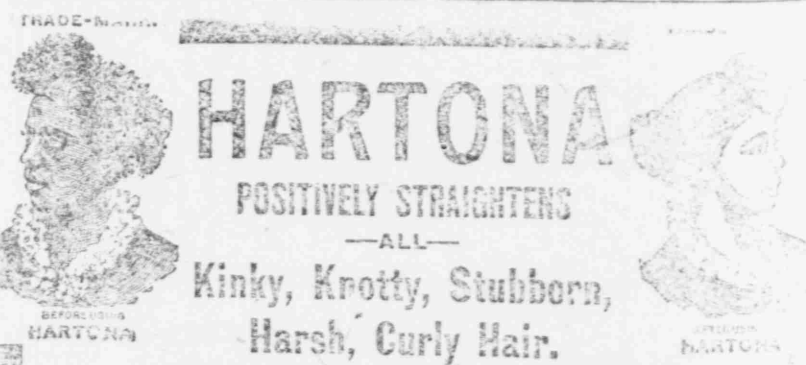 TRADE-MARK
HARTONA
POSITIVELY STRAIGHTENS
—ALL—
Kinky, Knotty, Stubborn,
Harsh, Curly Hair.
BEFORE USING
HARTONA
AFTER USING
HARTONA